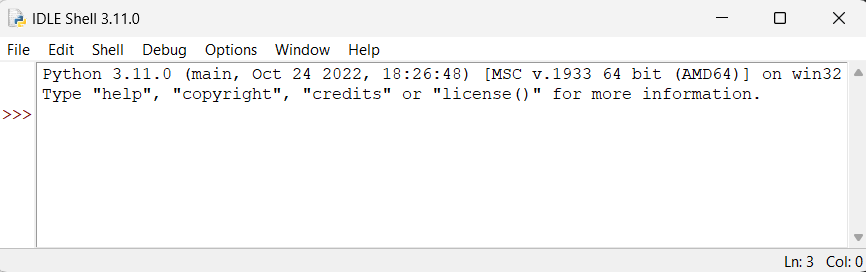 IDLE Shell 3.11.0
File Edit Shell Debug Options Window Help
Python 3.11.0 (main, Oct 24 2022, 18:26:48) [MSC v.1933 64 bit (AMD64)] on win32
Type "help", "copyright", "credits" or "license()" for more information.
>>>
Ln: 3 Col: 0